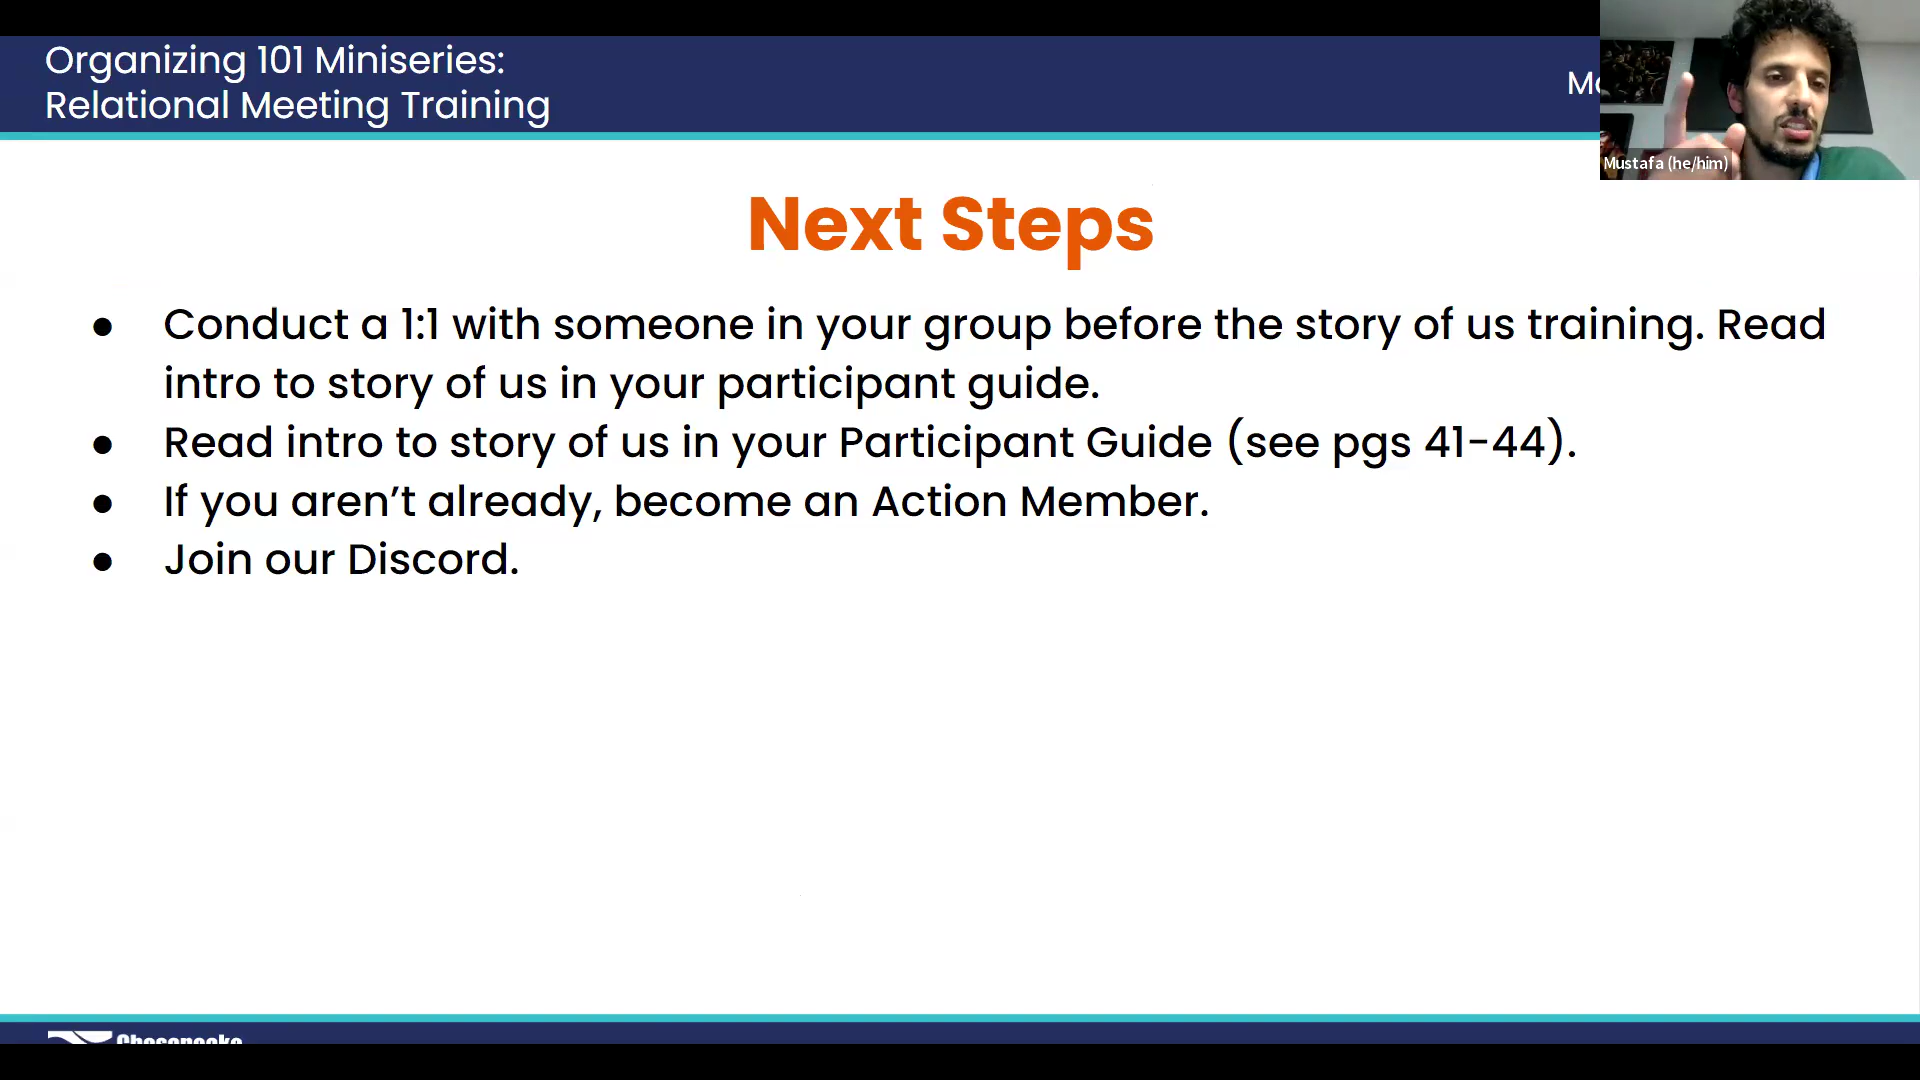 Organizing 101 Miniseries:
Relational Meeting Training
Mustafa (he/him)
Next Steps
● Conduct a 1:1 with someone in your group before the story of us training. Read
intro to story of us in your participant guide.
● Read intro to story of us in your Participant Guide (see pgs 41-44).
● If you aren’t already, become an Action Member.
● Join our Discord.
Chesapeake